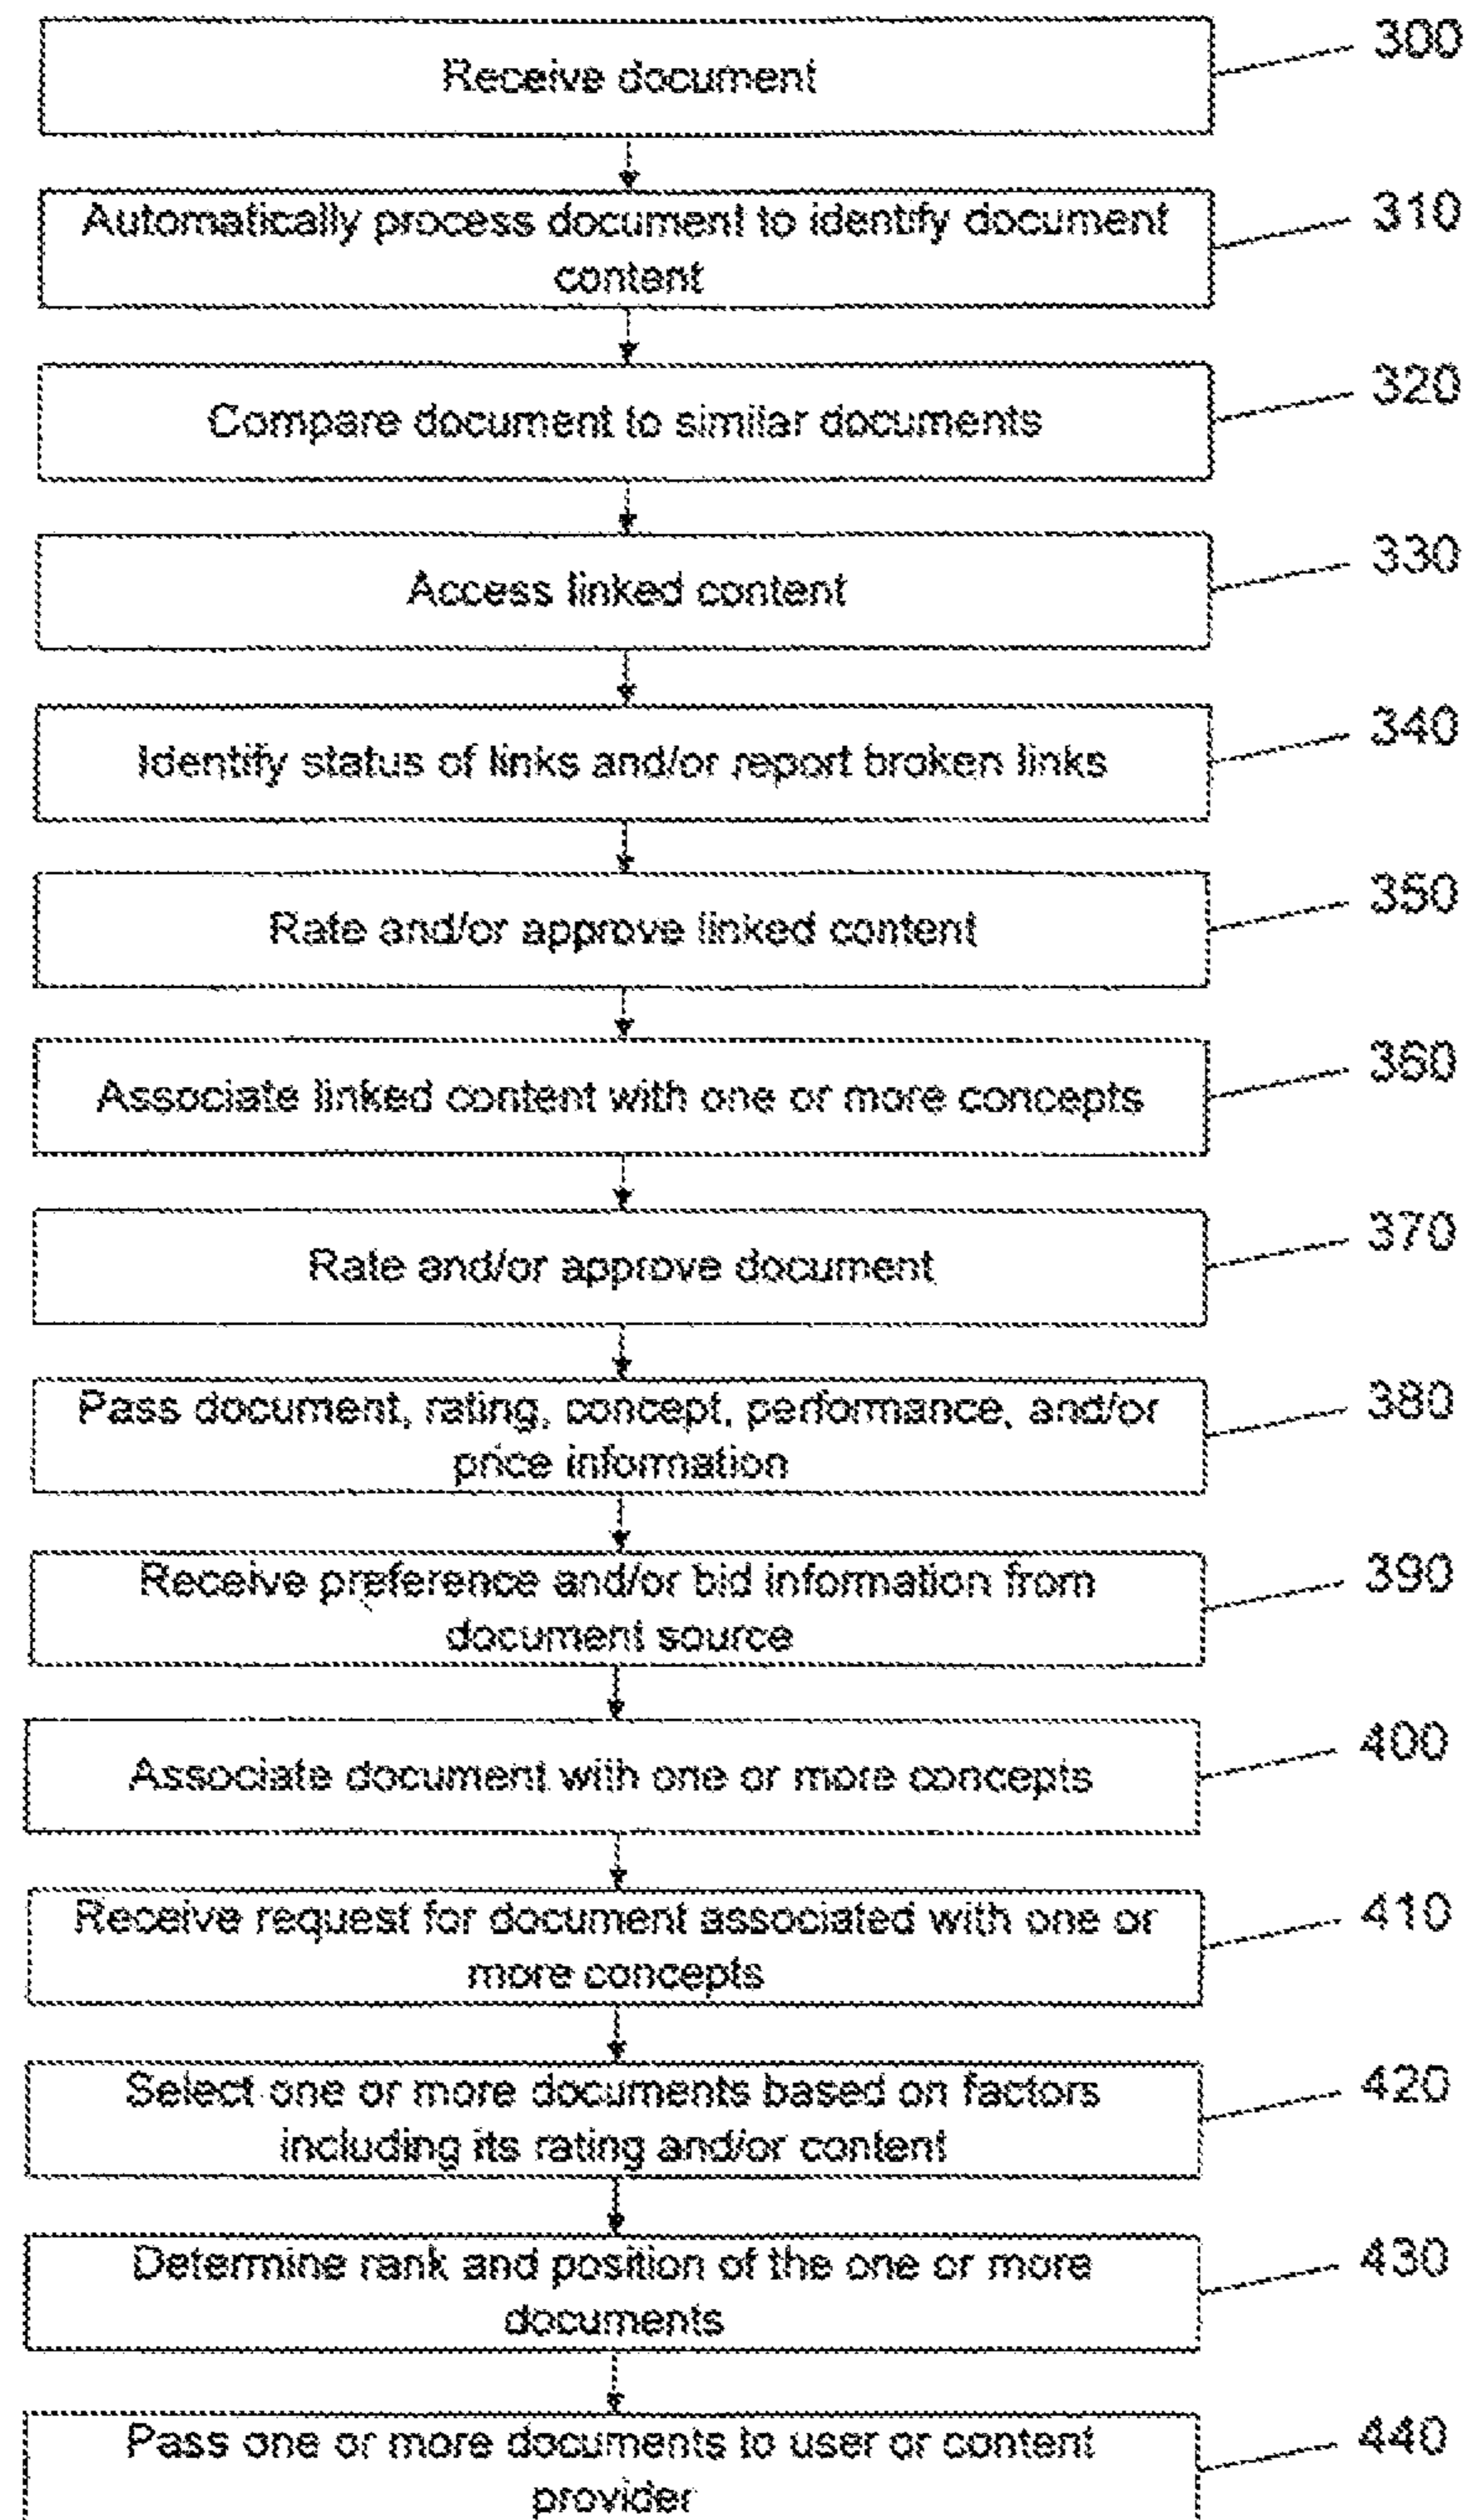 Receive document
300
Automatically process document to identify document
content
310
Compare document to similar documents
320
Access linked content
330
Identify status of links and/or report broken links
340
Rate and/or approve linked content
350
Associate linked content with one or more concepts
360
Rate and/or approve document
370
Pass document, rating, concept, performance, and/or
price information
380
Receive preference and/or bid information from
document source
390
Associate document with one or more concepts
400
Receive request for document associated with one or
more concepts
410
Select one or more documents based on factors
including its rating and/or content
420
Determine rank and position of the one or more
documents
430
Pass one or more documents to user or content
provider
440